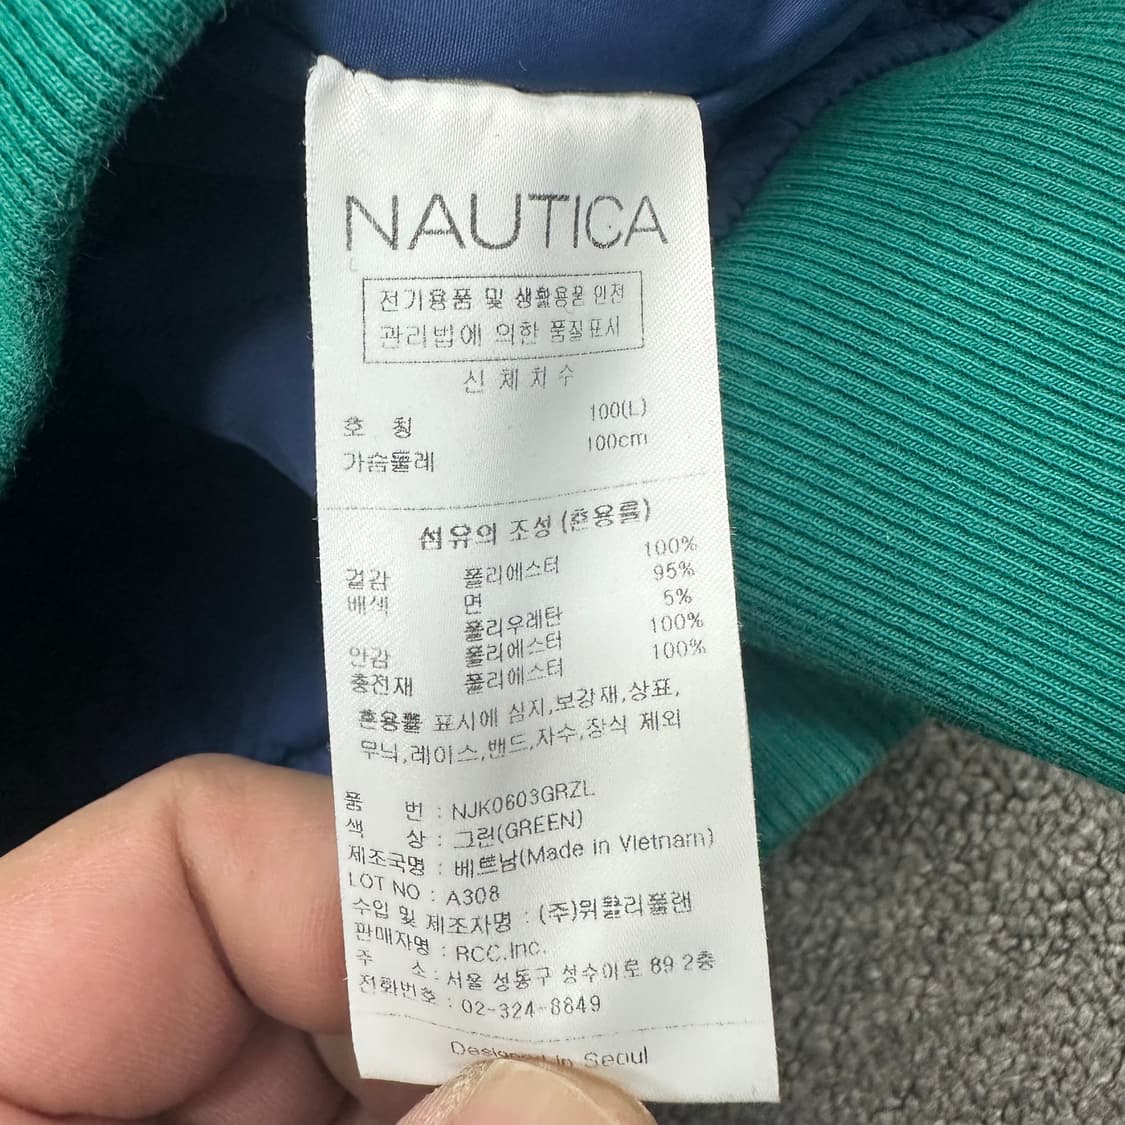 NAUTICA
전기용품 및 생활용품 안전
관리법에 의한 품질표시
신체치수
호 칭 100(L)
가슴둘레 100cm
섬유의 조성(혼용률)
겉감 폴리에스터 100%
배색 면 95%
폴리우레탄 5%
안감 폴리에스터 100%
충전재 폴리에스터 100%
혼용률 표시에 심지,보강재,상표,
무늬,레이스,밴드,자수,장식 제외
품 번 : NJK0603GRZL
색 상 : 그린(GREEN)
제조국명 : 베트남(Made in Vietnam)
LOT NO : A308
수입 및 제조자명 : (주)위클리플랜
판매자명 : RCC.Inc.
주 소 : 서울 성동구 성수이로 89 2층
전화번호 : 02-324-8849
Designed in Seoul